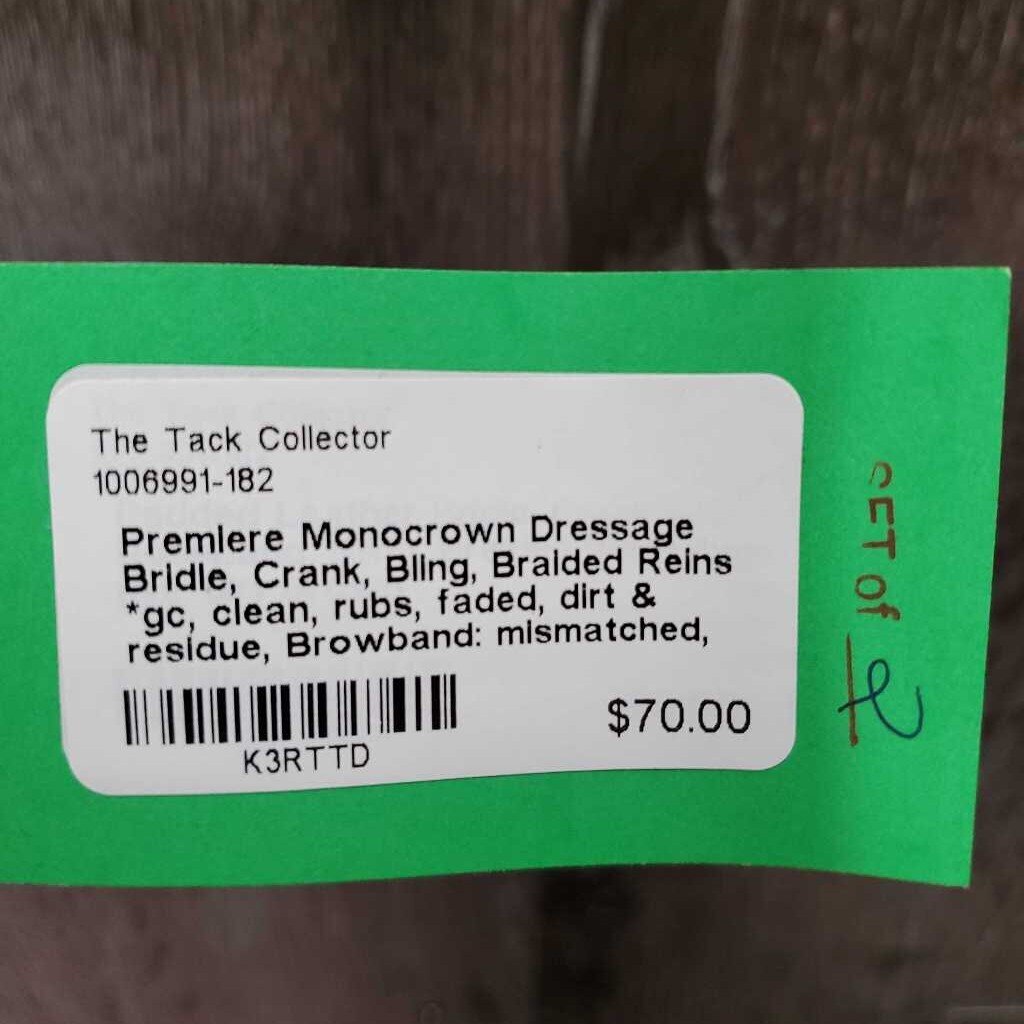 The Tack Collector
1006991-182
Premiere Monocrown Dressage
Bridle, Crank, Bling, Braided Reins
*gc, clean, rubs, faded, dirt &
residue, Browband: mismatched,
$70.00
K3RTTD
SET of 2